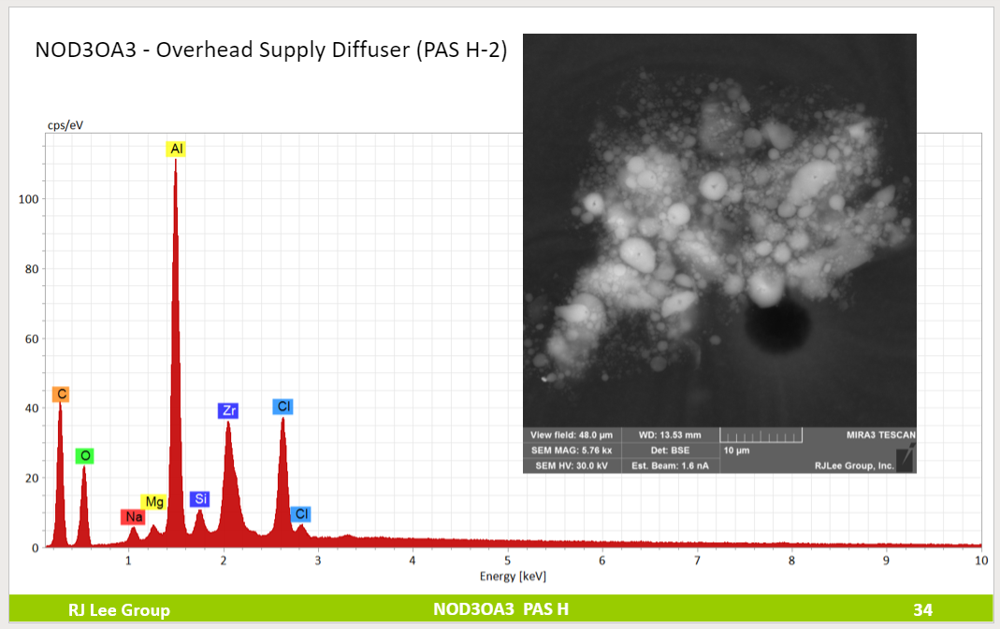 NOD3OA3 - Overhead Supply Diffuser (PAS H-2)
cps/eV
100
80
60
40
20
0
C
O
Na
Mg
Al
Si
Zr
Cl
Cl
1 2 3 4 5 6 7 8 9 10
Energy [keV]
View field: 48.0 µm WD: 13.53 mm MIRA3 TESCAN
SEM MAG: 5.76 kx Det: BSE 10 µm
SEM HV: 30.0 kV Est. Beam: 1.6 nA RJLee Group, Inc.
RJ Lee Group NOD3OA3 PAS H 34